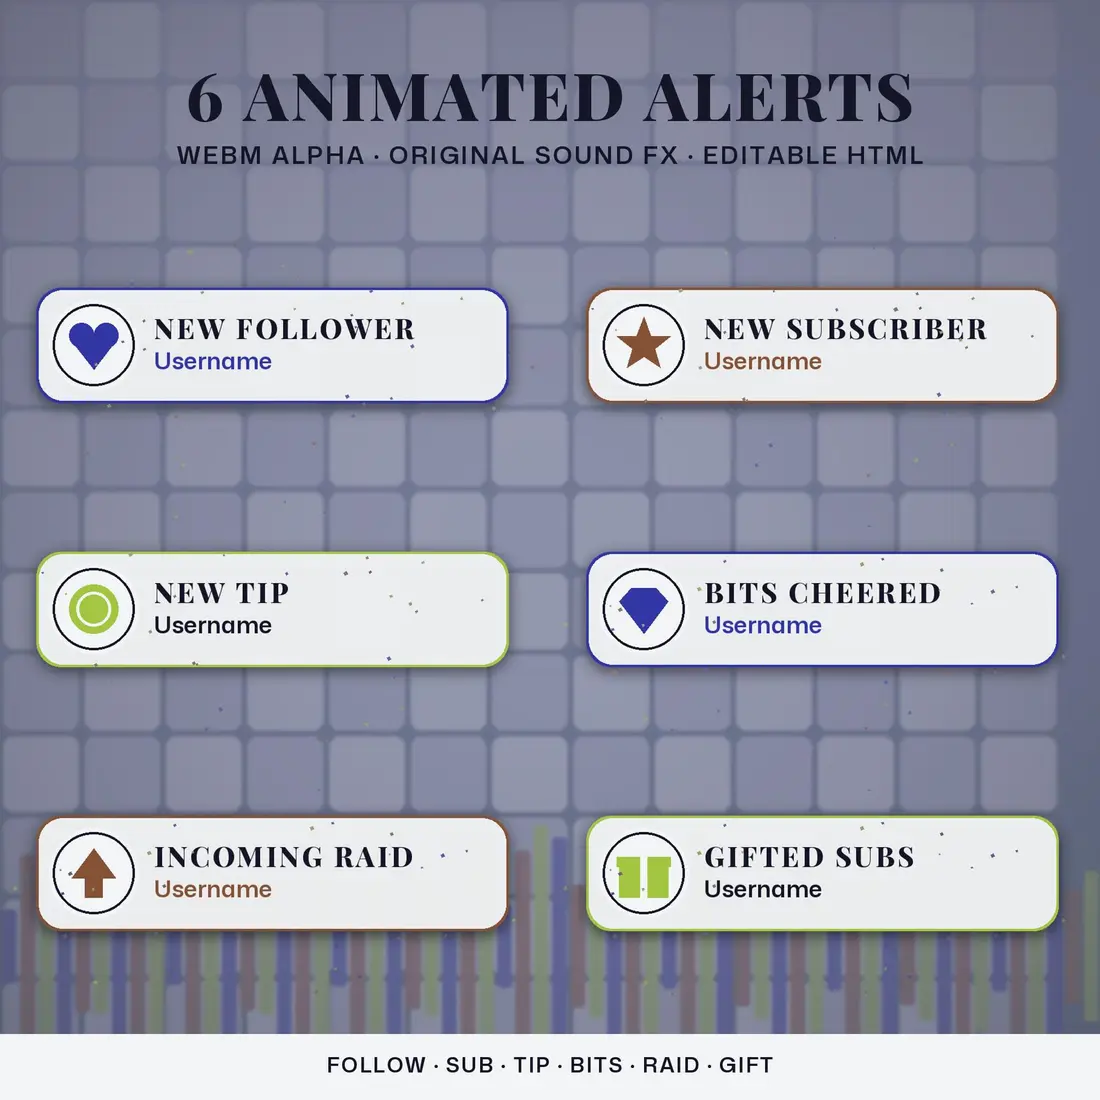 6 ANIMATED ALERTS
WEBM ALPHA · ORIGINAL SOUND FX · EDITABLE HTML
NEW FOLLOWER
Username
NEW SUBSCRIBER
Username
NEW TIP
Username
BITS CHEERED
Username
INCOMING RAID
Username
GIFTED SUBS
Username
FOLLOW · SUB · TIP · BITS · RAID · GIFT